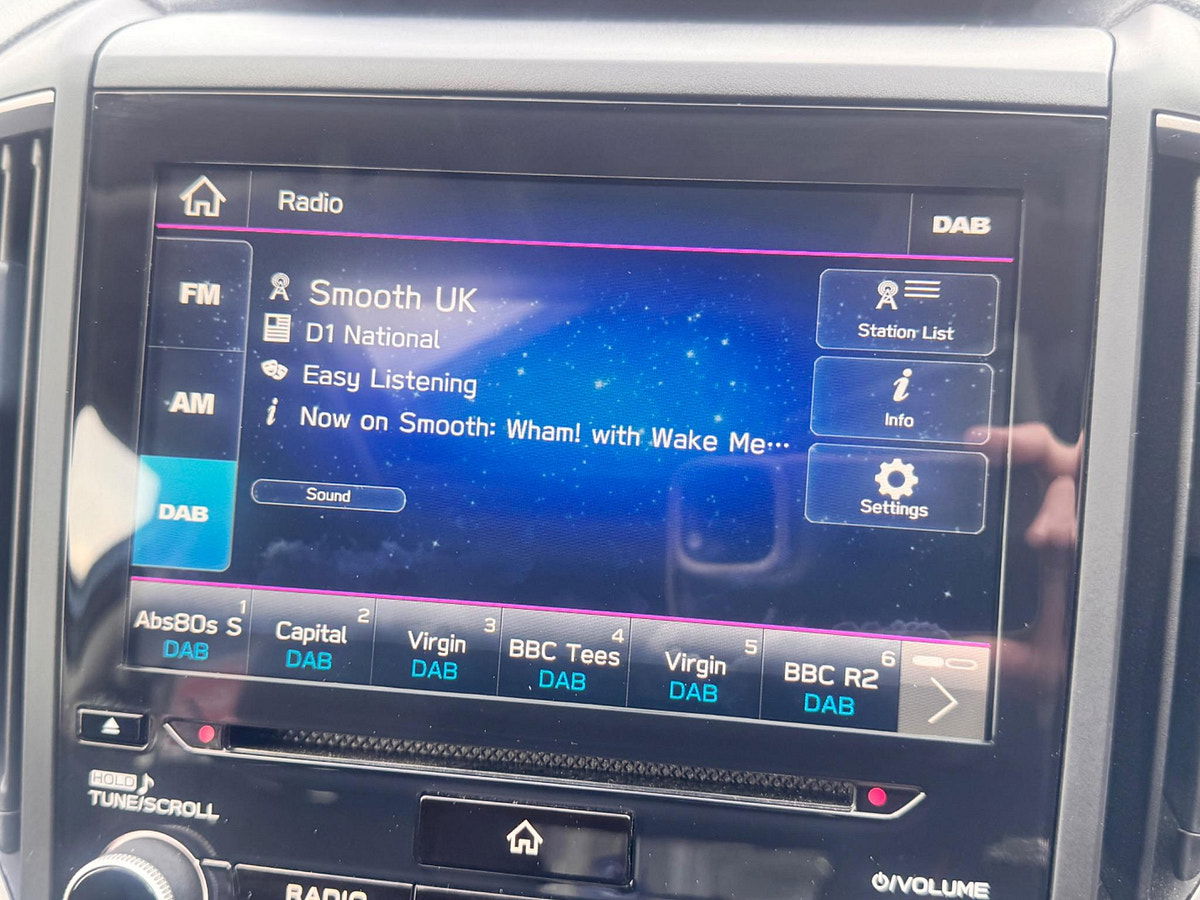 Radio
DAB
FM
AM
DAB
Smooth UK
D1 National
Easy Listening
Now on Smooth: Wham! with Wake Me…
Sound
Station List
Info
Settings
1
Abs80s S
DAB
2
Capital
DAB
3
Virgin
DAB
4
BBC Tees
DAB
5
Virgin
DAB
6
BBC R2
DAB
HOLD
TUNE/SCROLL
RADIO
/VOLUME